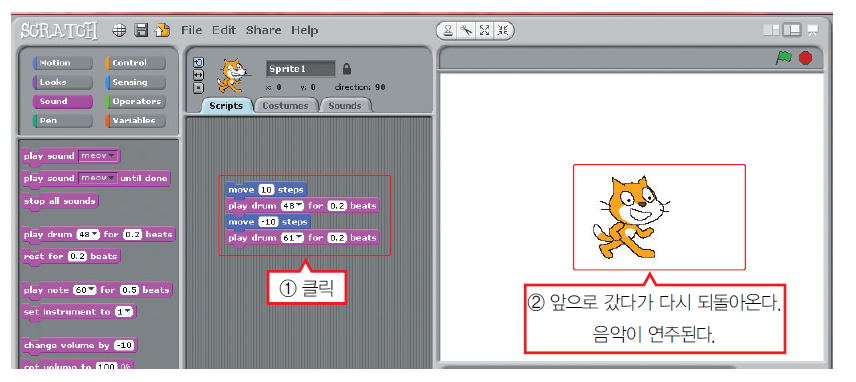 SCRATCH File Edit Share Help
Motion Control
Looks Sensing
Sound Operators
Pen Variables
Sprite1
x: 0 y: 0 direction: 90
Scripts Costumes Sounds
play sound meow
play sound meow until done
stop all sounds
play drum 48 for 0.2 beats
rest for 0.2 beats
play note 60 for 0.5 beats
set instrument to 1
change volume by -10
set volume to 100 %
move 10 steps
play drum 48 for 0.2 beats
move -10 steps
play drum 61 for 0.2 beats
① 클릭
② 앞으로 갔다가 다시 되돌아온다.
음악이 연주된다.